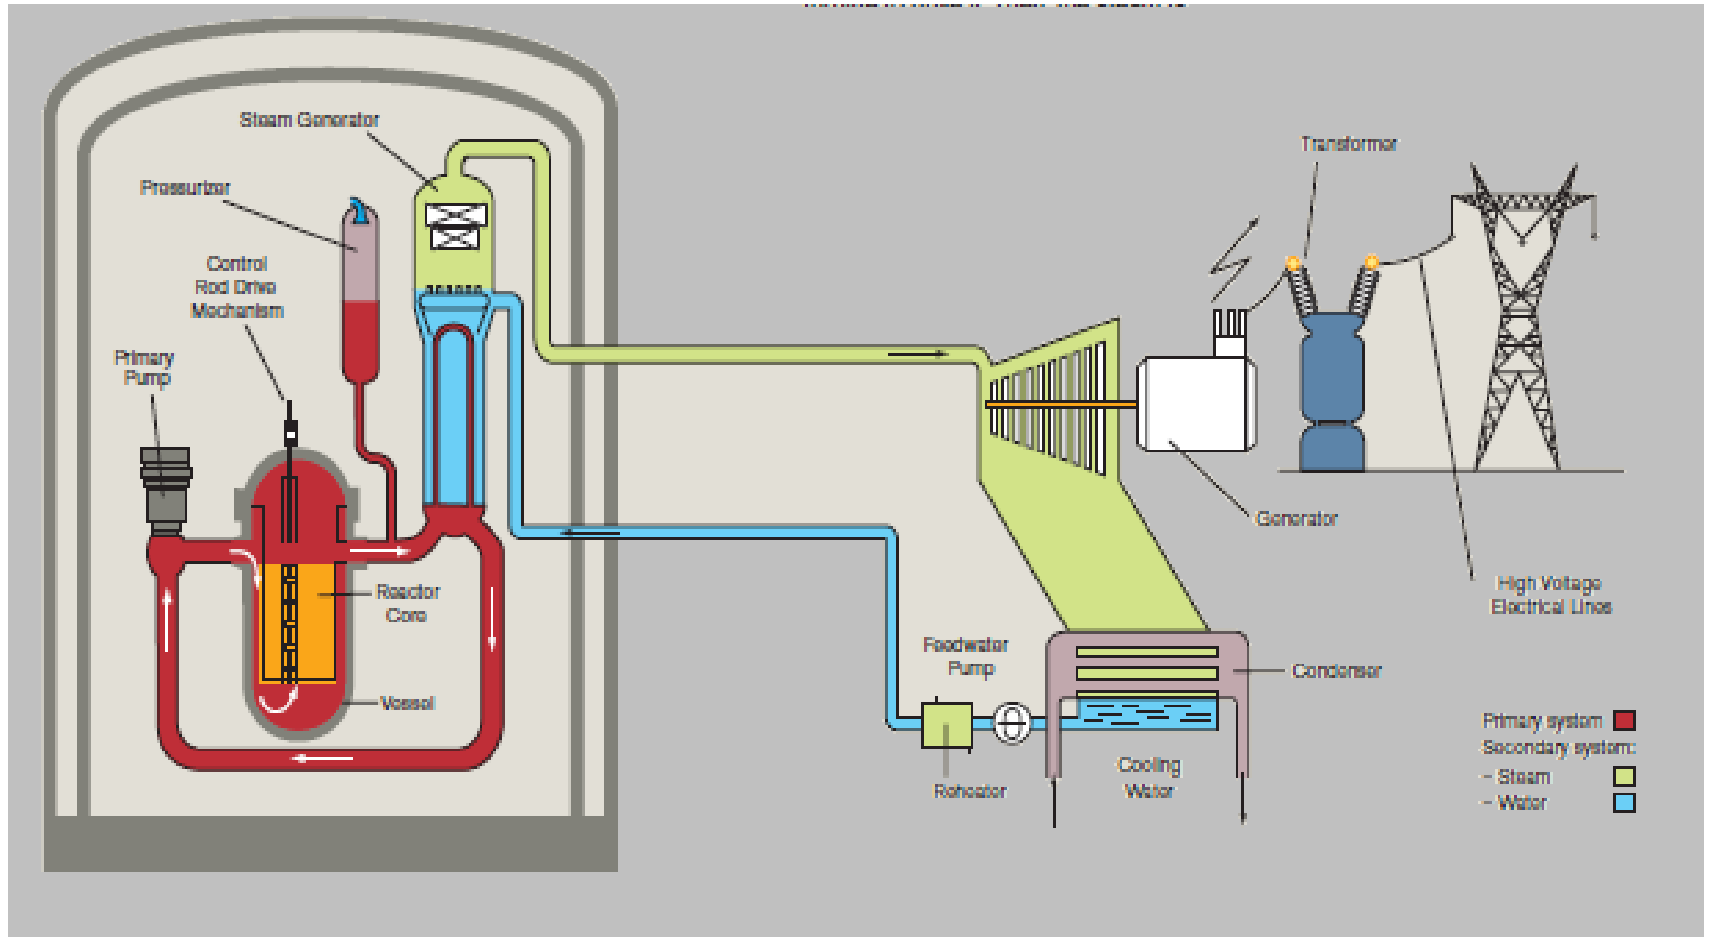 Steam Generator
Pressurizer
Control
Rod Drive
Mechanism
Primary
Pump
Reactor
Core
Vessel
Transformer
Generator
High Voltage
Electrical Lines
Feedwater
Pump
Condenser
Reheater
Cooling
Water
Primary system
Secondary system:
– Steam
– Water